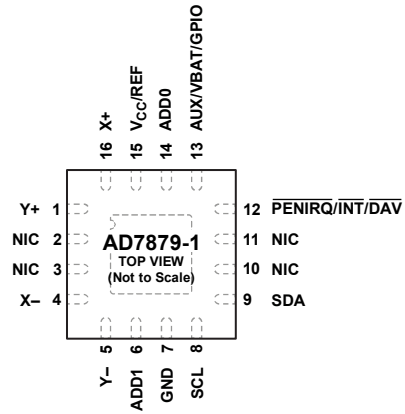 16 X+
15 VCC/REF
14 ADD0
13 AUX/VBAT/GPIO
Y+ 1
NIC 2
NIC 3
X– 4
AD7879-1
TOP VIEW
(Not to Scale)
12 PENIRQ/INT/DAV
11 NIC
10 NIC
9 SDA
Y– 5
ADD1 6
GND 7
SCL 8